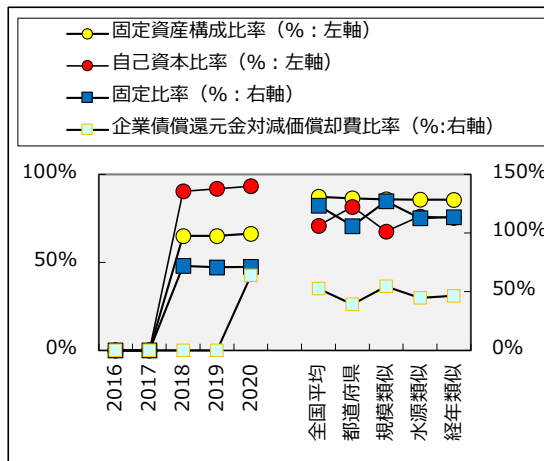 固定資産構成比率（%：左軸）
自己資本比率（%：左軸）
固定比率（%：右軸）
企業債償還元金対減価償却費比率（%:右軸）
100%
50%
0%
150%
100%
50%
0%
2016
2017
2018
2019
2020
全国平均
都道府県
規模類似
水源類似
経年類似